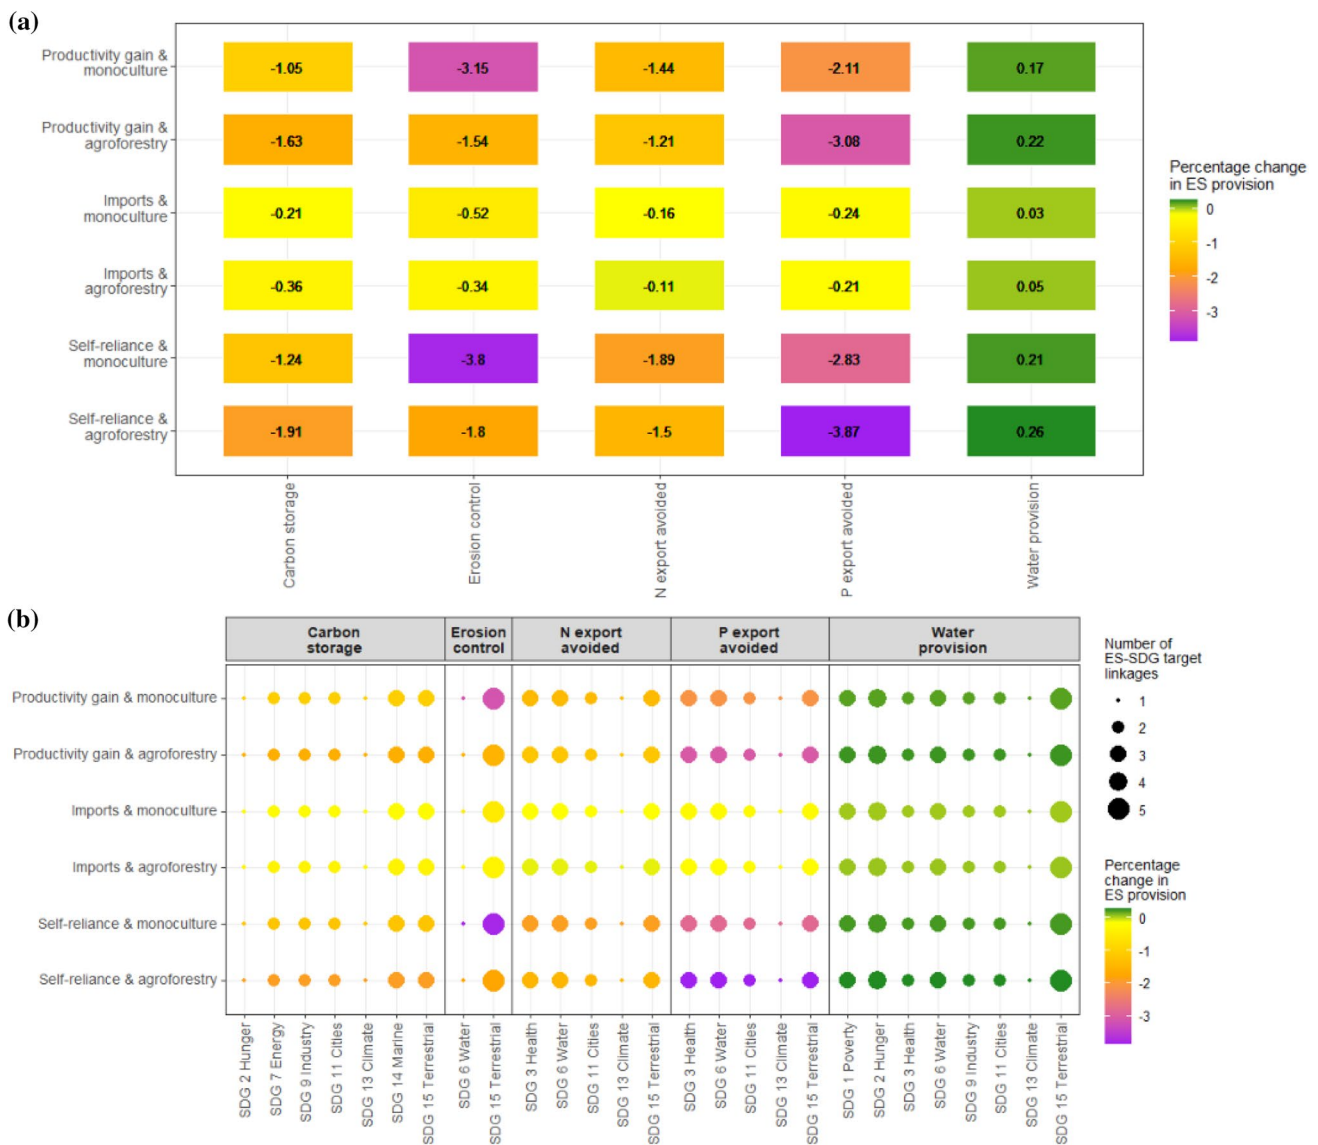 (a)
Productivity gain &
monoculture
-1.05
-3.15
-1.44
-2.11
0.17
Productivity gain &
agroforestry
-1.63
-1.54
-1.21
-3.08
0.22
Imports &
monoculture
-0.21
-0.52
-0.16
-0.24
0.03
Imports &
agroforestry
-0.36
-0.34
-0.11
-0.21
0.05
Self-reliance &
monoculture
-1.24
-3.8
-1.89
-2.83
0.21
Self-reliance &
agroforestry
-1.91
-1.8
-1.5
-3.87
0.26
Carbon storage
Erosion control
N export avoided
P export avoided
Water provision
Percentage change
in ES provision
0
-1
-2
-3
(b)
Carbon
storage
Erosion
control
N export
avoided
P export
avoided
Water
provision
Productivity gain & monoculture
Productivity gain & agroforestry
Imports & monoculture
Imports & agroforestry
Self-reliance & monoculture
Self-reliance & agroforestry
SDG 2 Hunger
SDG 7 Energy
SDG 9 Industry
SDG 11 Cities
SDG 13 Climate
SDG 14 Marine
SDG 15 Terrestrial
SDG 6 Water
SDG 15 Terrestrial
SDG 3 Health
SDG 6 Water
SDG 11 Cities
SDG 13 Climate
SDG 15 Terrestrial
SDG 3 Health
SDG 6 Water
SDG 11 Cities
SDG 13 Climate
SDG 15 Terrestrial
SDG 1 Poverty
SDG 2 Hunger
SDG 3 Health
SDG 6 Water
SDG 9 Industry
SDG 11 Cities
SDG 13 Climate
SDG 15 Terrestrial
Number of
ES-SDG target
linkages
1
2
3
4
5
Percentage
change in
ES provision
0
-1
-2
-3